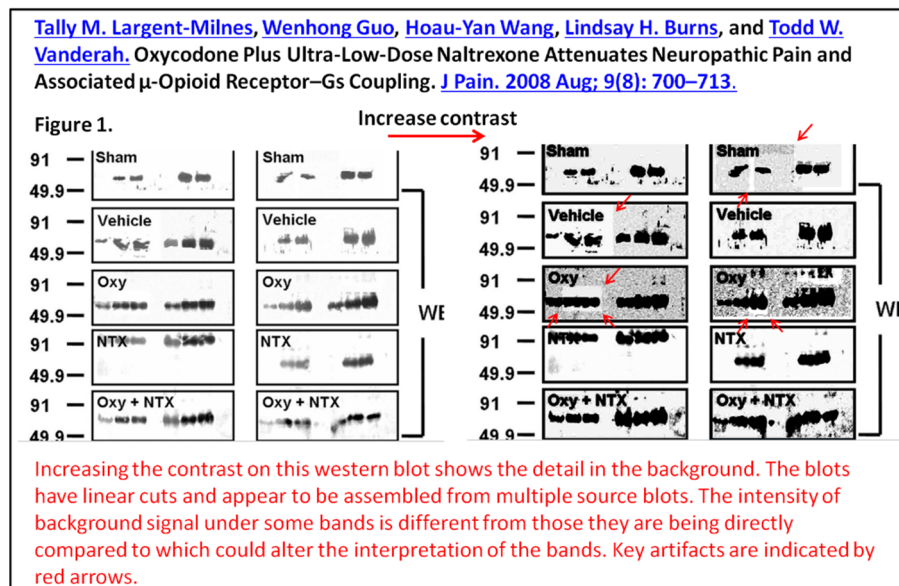 Tally M. Largent-Milnes, Wenhong Guo, Hoau-Yan Wang, Lindsay H. Burns, and Todd W.
Vanderah. Oxycodone Plus Ultra-Low-Dose Naltrexone Attenuates Neuropathic Pain and
Associated μ-Opioid Receptor–Gs Coupling. J Pain. 2008 Aug; 9(8): 700–713.
Figure 1.
Increase contrast
91
49.9
Sham
91
49.9
Vehicle
91
49.9
Oxy
91
49.9
NTX
91
49.9
Oxy + NTX
Sham
Vehicle
Oxy
NTX
Oxy + NTX
WE
91
49.9
Sham
91
49.9
Vehicle
91
49.9
Oxy
91
49.9
NTX
91
49.9
Oxy + NTX
Sham
Vehicle
Oxy
NTX
Oxy + NTX
WE
Increasing the contrast on this western blot shows the detail in the background. The blots
have linear cuts and appear to be assembled from multiple source blots. The intensity of
background signal under some bands is different from those they are being directly
compared to which could alter the interpretation of the bands. Key artifacts are indicated by
red arrows.